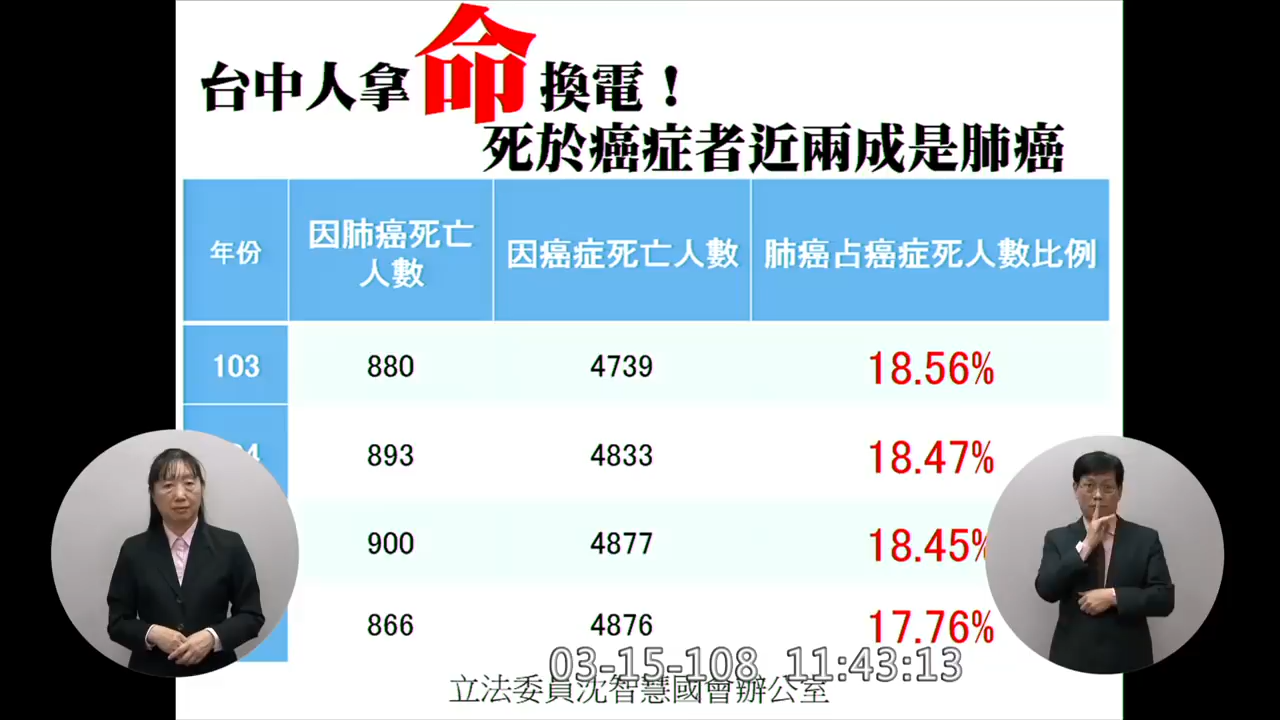 台中人拿命換電！
死於癌症者近兩成是肺癌
年份 因肺癌死亡人數 因癌症死亡人數 肺癌占癌症死人數比例
103 880 4739 18.56%
893 4833 18.47%
900 4877 18.45%
866 4876 17.76%
03-15-108 11:43:13
立法委員沈智慧國會辦公室